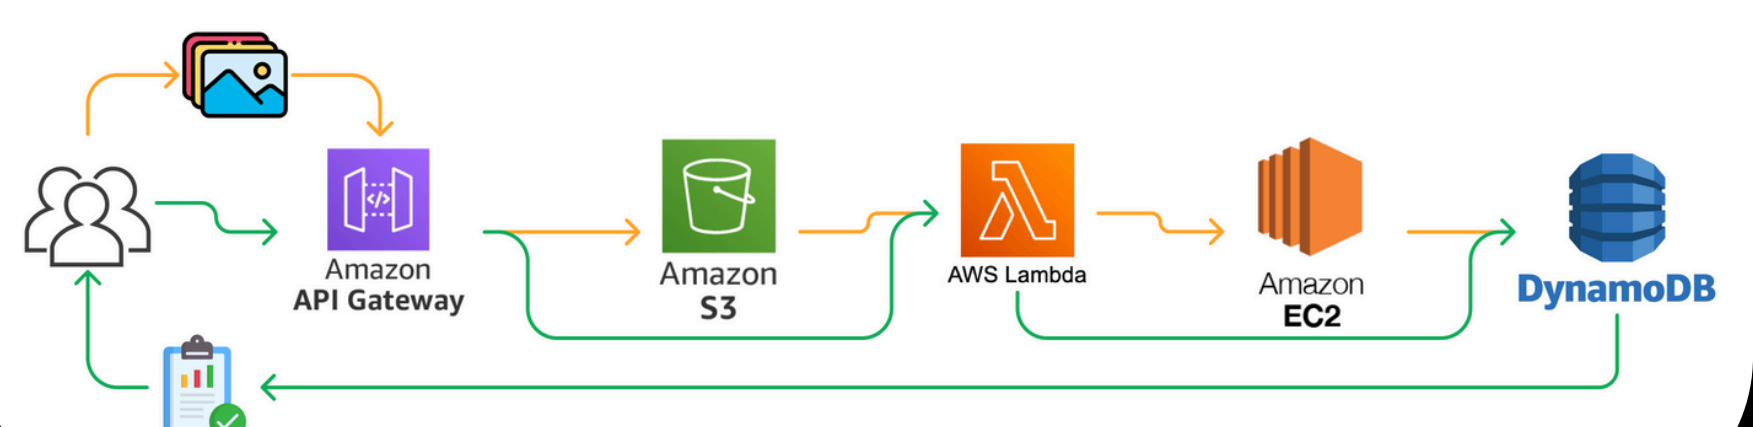 </>
Amazon
API Gateway
Amazon
S3
AWS Lambda
Amazon
EC2
DynamoDB